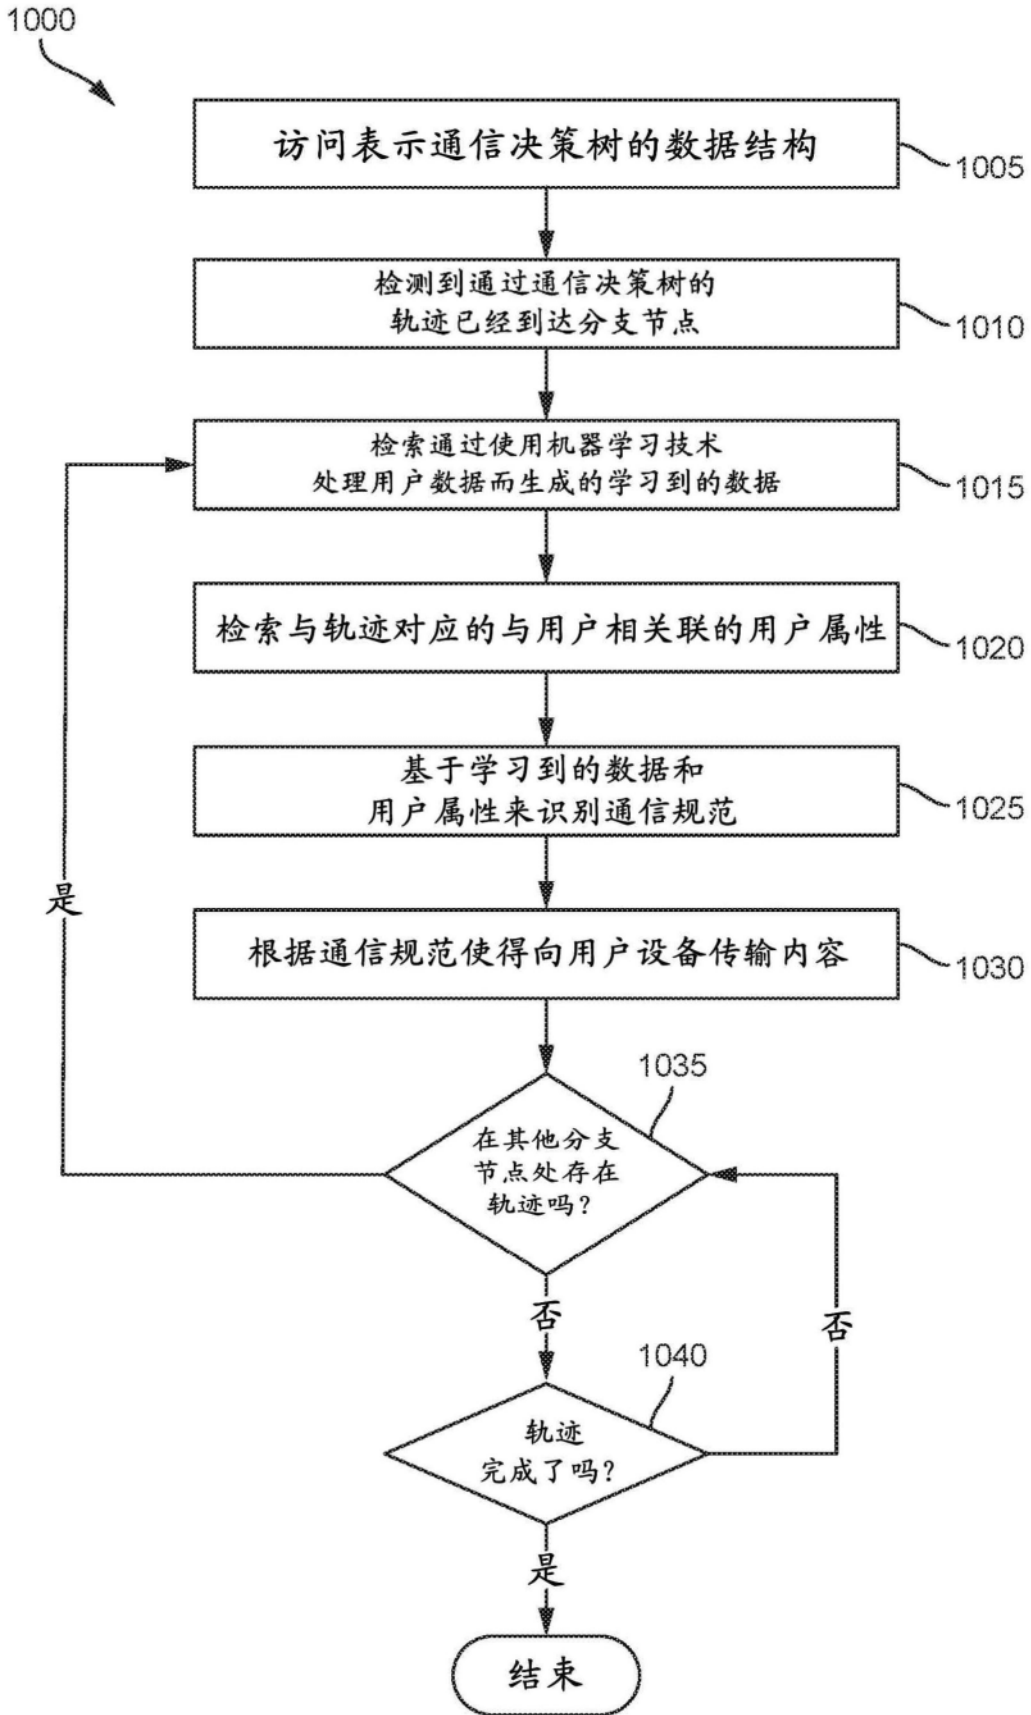 1000
访问表示通信决策树的数据结构
1005
检测到通过通信决策树的
轨迹已经到达分支节点
1010
检索通过使用机器学习技术
处理用户数据而生成的学习到的数据
1015
检索与轨迹对应的与用户相关联的用户属性
1020
基于学习到的数据和
用户属性来识别通信规范
1025
是
根据通信规范使得向用户设备传输内容
1030
1035
在其他分支
节点处存在
轨迹吗?
否
否
1040
轨迹
完成了吗?
是
结束